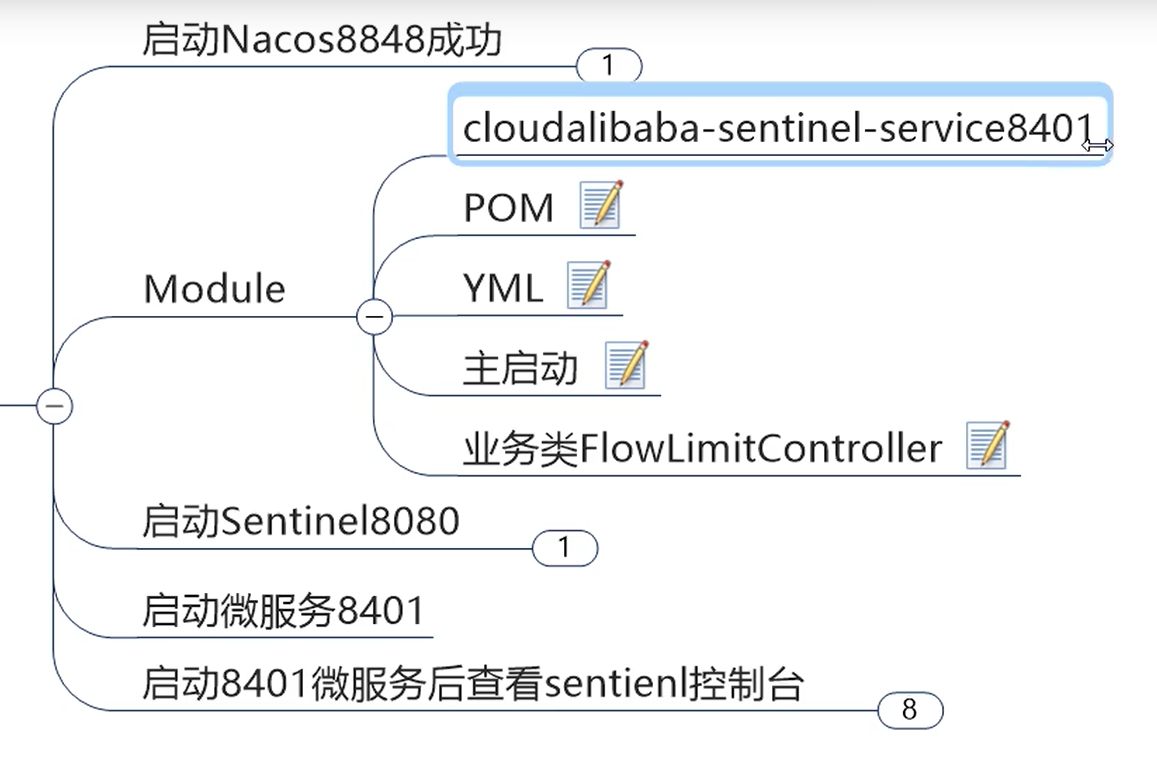 启动Nacos8848成功
1
cloudalibaba-sentinel-service8401
POM
YML
Module
主启动
业务类FlowLimitController
启动Sentinel8080
1
启动微服务8401
启动8401微服务后查看sentienl控制台
8